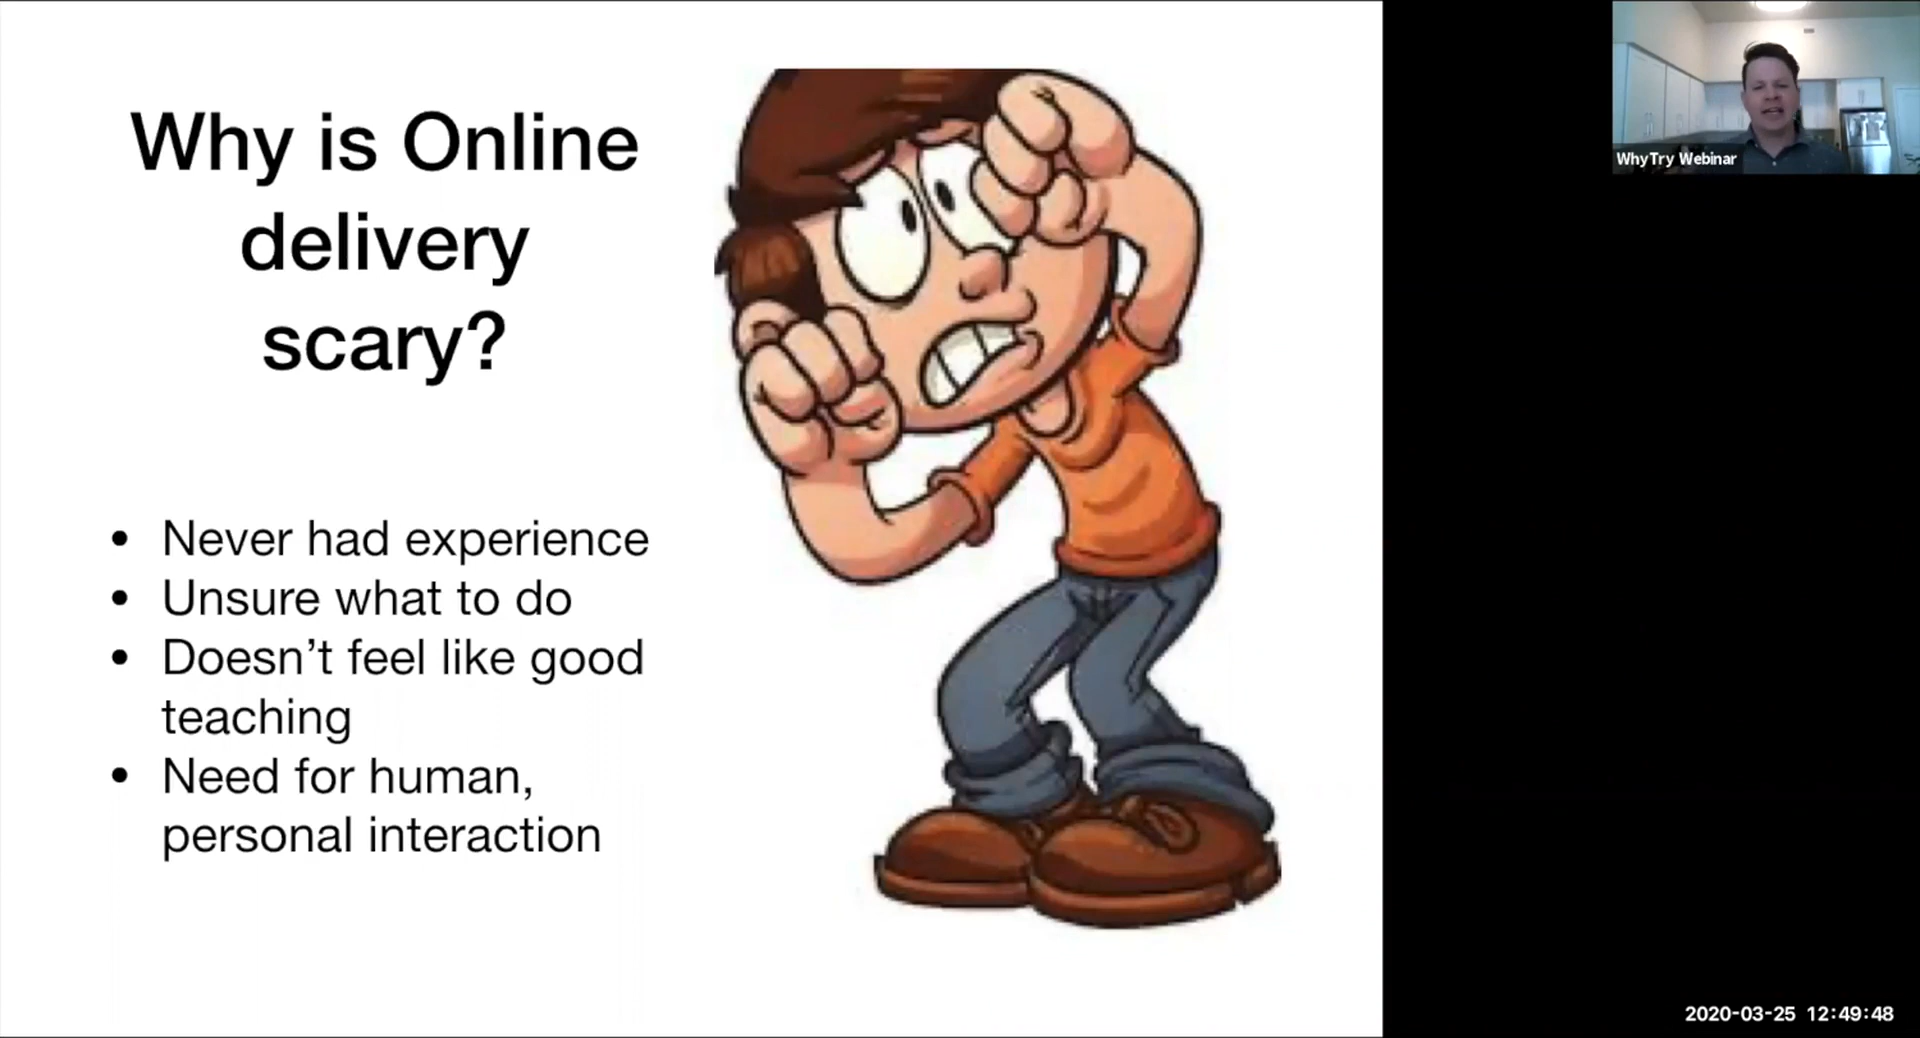 Why is Online
delivery
scary?
• Never had experience
• Unsure what to do
• Doesn’t feel like good
teaching
• Need for human,
personal interaction
WhyTry Webinar
2020-03-25 12:49:48